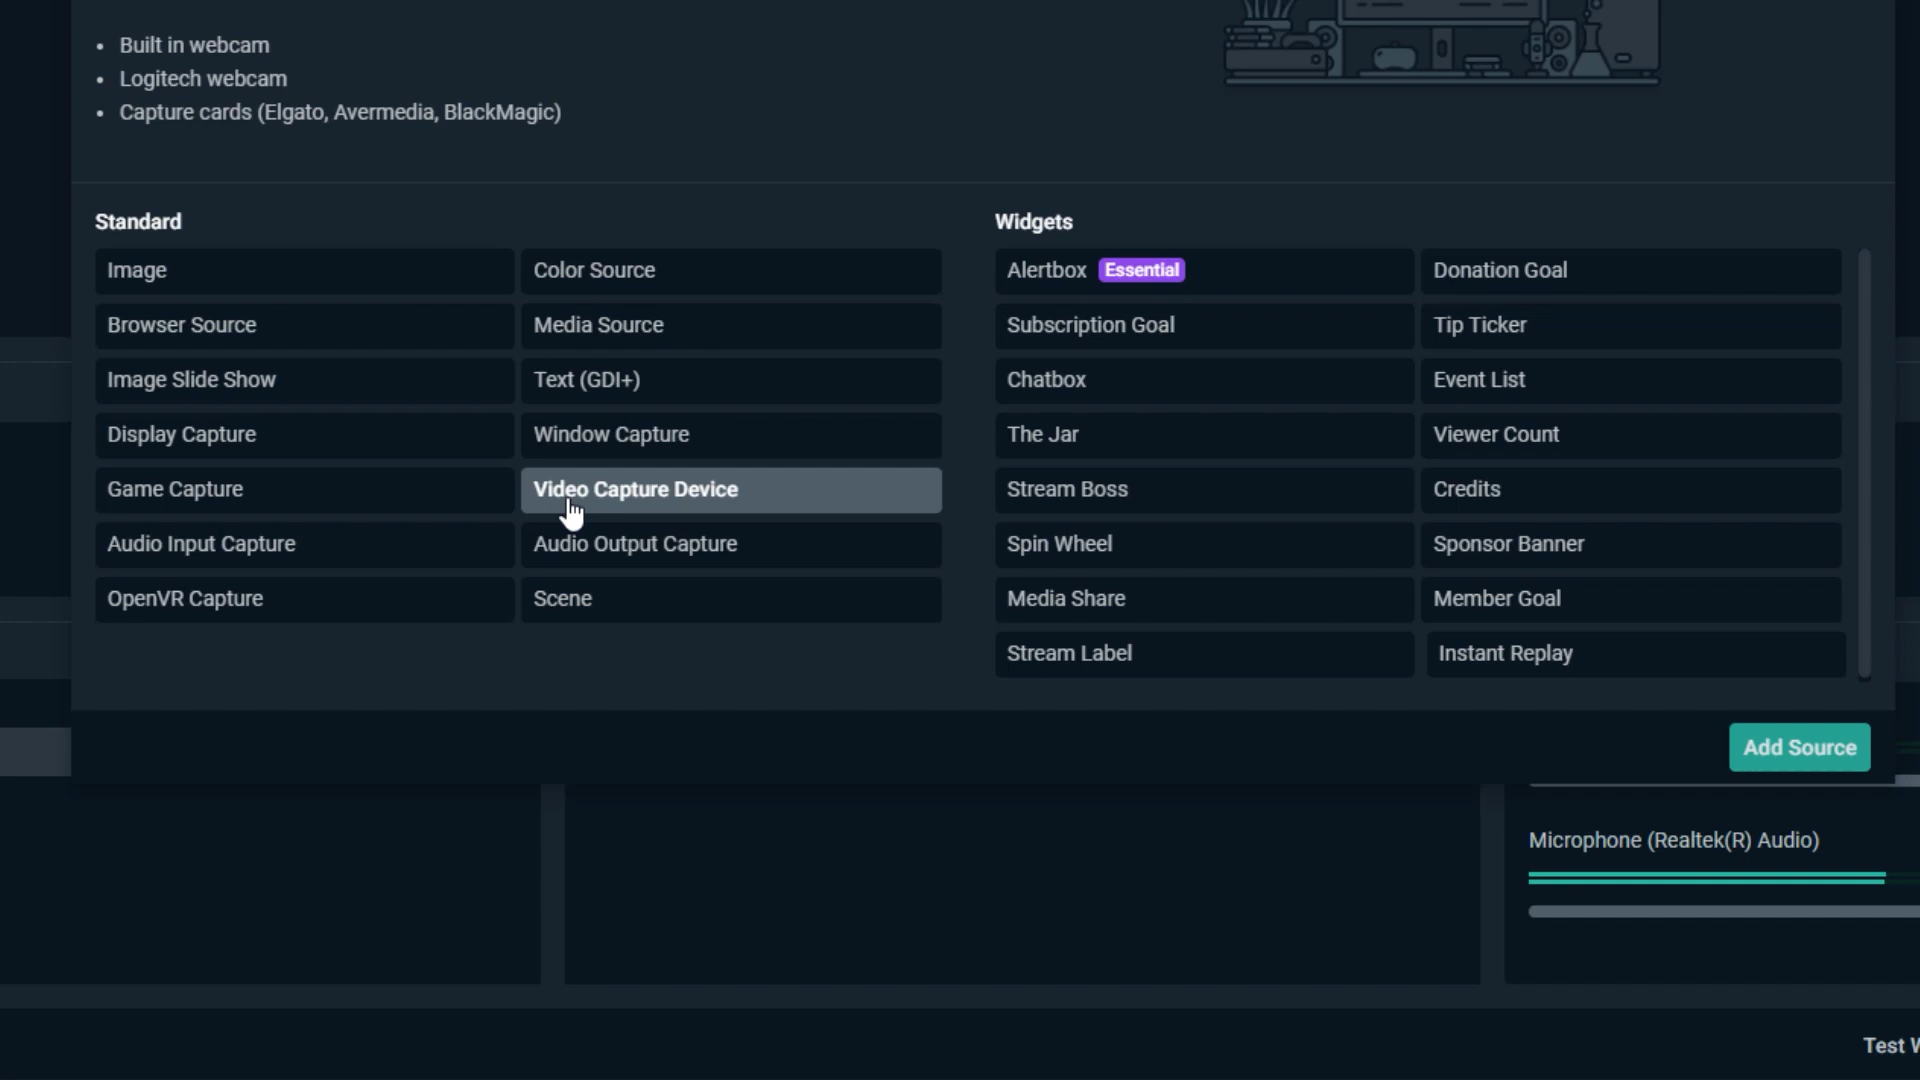 Built in webcam
Logitech webcam
Capture cards (Elgato, Avermedia, BlackMagic)
Standard
Image
Color Source
Browser Source
Media Source
Image Slide Show
Text (GDI+)
Display Capture
Window Capture
Game Capture
Video Capture Device
Audio Input Capture
Audio Output Capture
OpenVR Capture
Scene
Widgets
Alertbox Essential
Donation Goal
Subscription Goal
Tip Ticker
Chatbox
Event List
The Jar
Viewer Count
Stream Boss
Credits
Spin Wheel
Sponsor Banner
Media Share
Member Goal
Stream Label
Instant Replay
Add Source
Microphone (Realtek(R) Audio)
Test